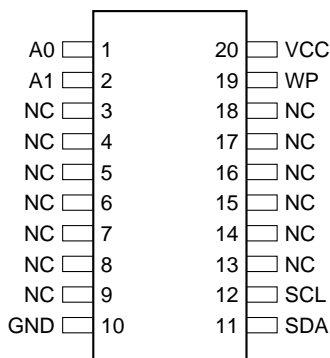 A0 1 20 VCC
A1 2 19 WP
NC 3 18 NC
NC 4 17 NC
NC 5 16 NC
NC 6 15 NC
NC 7 14 NC
NC 8 13 NC
NC 9 12 SCL
GND 10 11 SDA